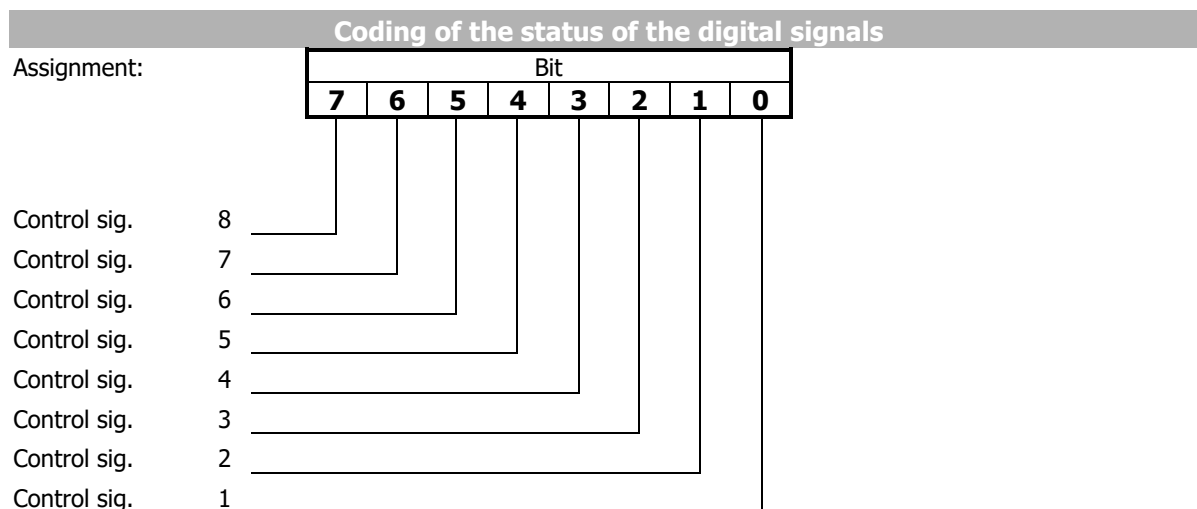 Coding of the status of the digital signals
Assignment: Bit
7 6 5 4 3 2 1 0
Control sig. 8
Control sig. 7
Control sig. 6
Control sig. 5
Control sig. 4
Control sig. 3
Control sig. 2
Control sig. 1